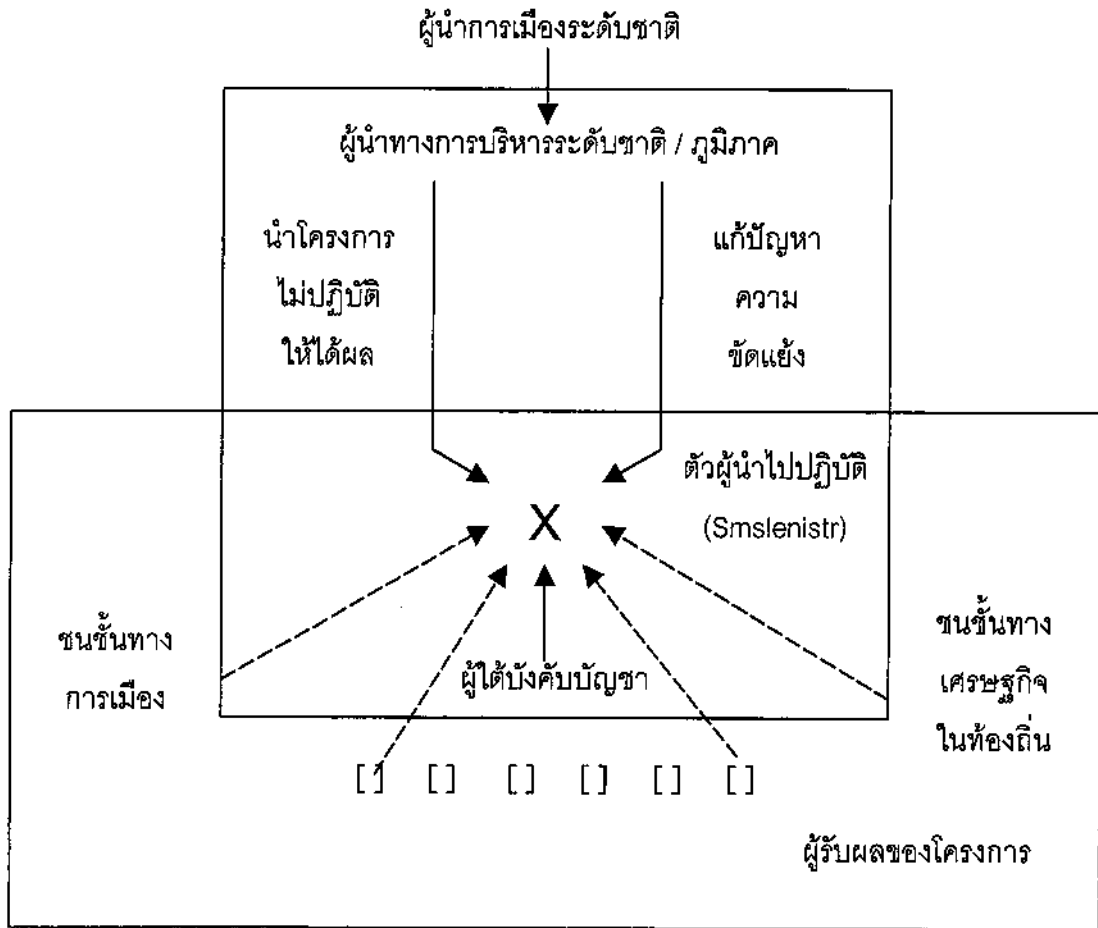 ผู้นำการเมืองระดับชาติ
ผู้นำทางการบริหารระดับชาติ / ภูมิภาค
นำโครงการ
ไม่ปฏิบัติ
ให้ได้ผล
แก้ปัญหา
ความ
ขัดแย้ง
ตัวผู้นำไปปฏิบัติ
(Smslenistr)
X
ชนชั้นทาง
การเมือง
ผู้ใต้บังคับบัญชา
ชนชั้นทาง
เศรษฐกิจ
ในท้องถิ่น
[ ] [ ] [ ] [ ] [ ] [ ]
ผู้รับผลของโครงการ